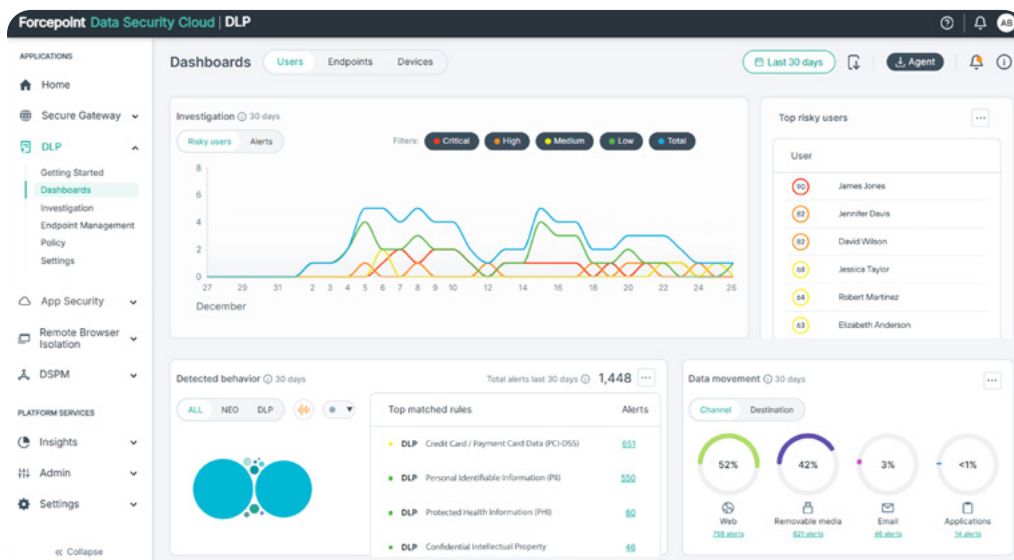 Forcepoint Data Security Cloud | DLP
AB
APPLICATIONS
Home
Secure Gateway
DLP
Getting Started
Dashboards
Investigation
Endpoint Management
Policy
Settings
App Security
Remote Browser
Isolation
DSPM
PLATFORM SERVICES
Insights
Admin
Settings
« Collapse
Dashboards
Users Endpoints Devices
Last 30 days
Agent
Investigation 30 days
Risky users Alerts
Filters: Critical High Medium Low Total
8
6
4
2
0
27 29 31 2 3 4 5 6 7 8 9 10 12 14 16 18 20 22 24 26
December
Top risky users
User
90 James Jones
82 Jennifer Davis
82 David Wilson
68 Jessica Taylor
64 Robert Martinez
63 Elizabeth Anderson
Detected behavior 30 days
Total alerts last 30 days 1,448
ALL NEO DLP
Top matched rules Alerts
DLP Credit Card / Payment Card Data (PCI-DSS) 651
DLP Personal Identifiable Information (PII) 550
DLP Protected Health Information (PHI) 60
DLP Confidential Intellectual Property 46
Data movement 30 days
Channel Destination
52% 42% 3% <1%
Web Removable media Email Applications
758 alerts 621 alerts 46 alerts 14 alerts